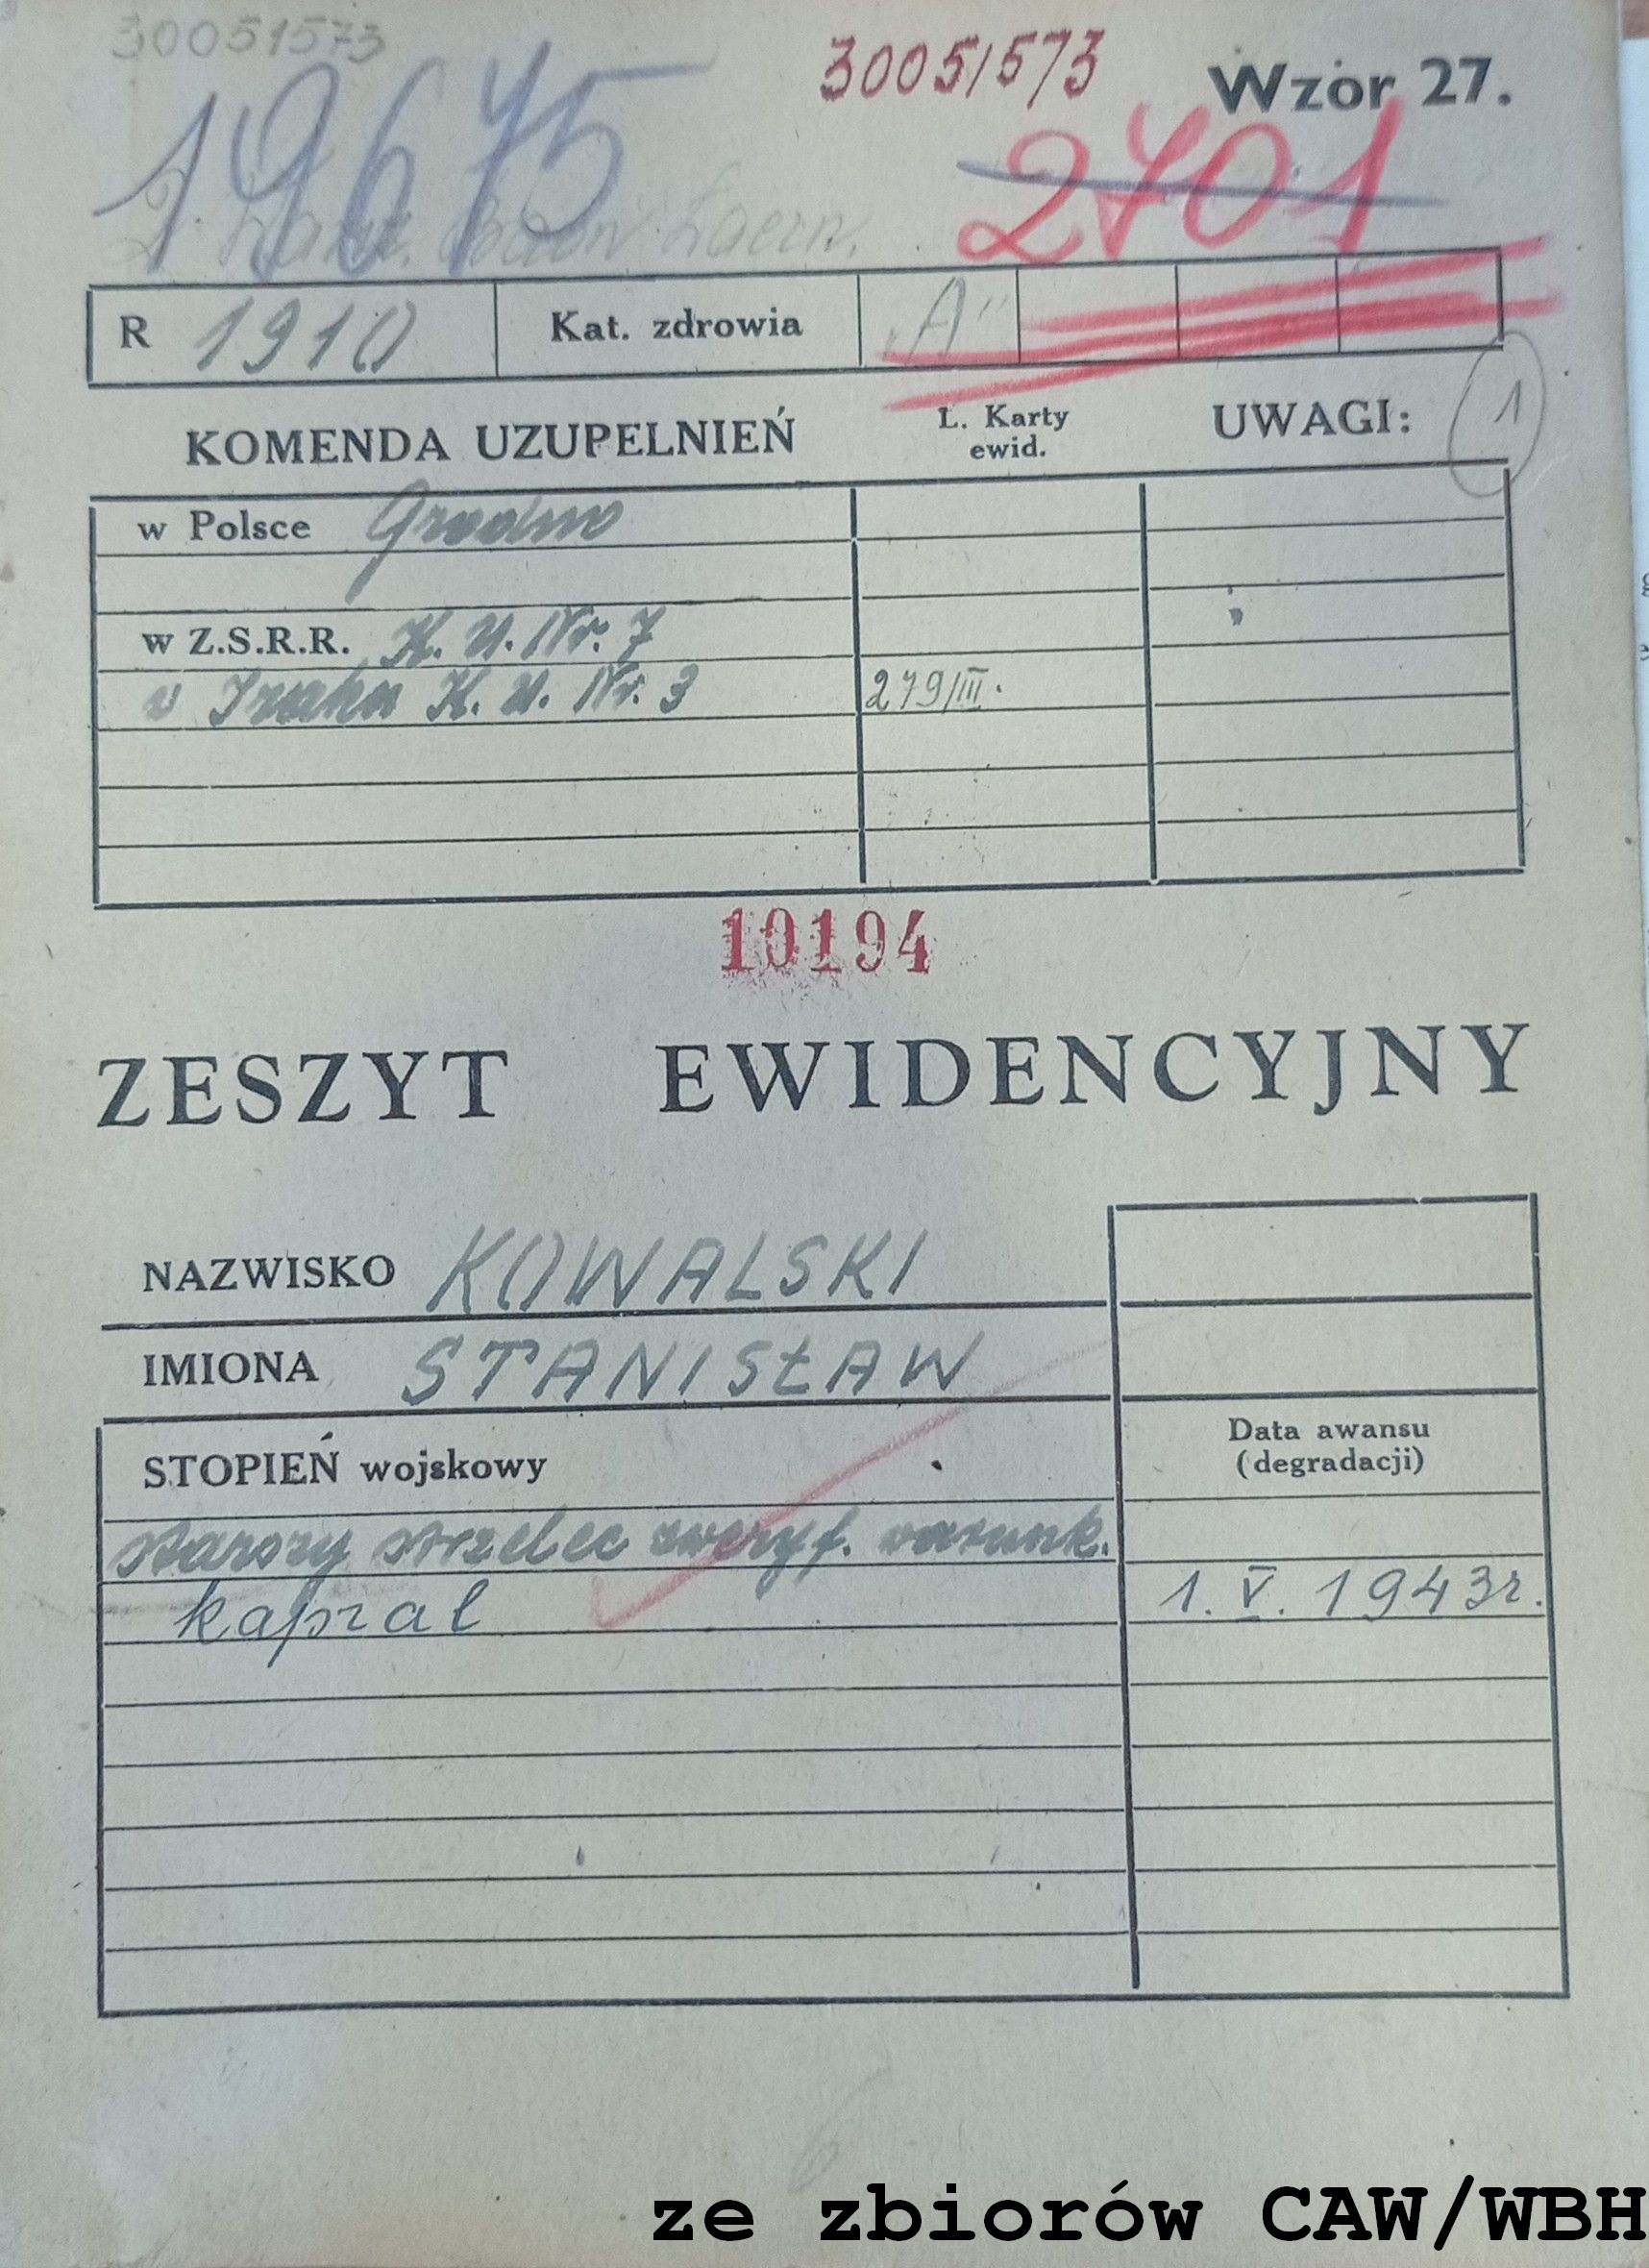 30051573
30051573
Wzór 27.
19675
2701
R 1910 Kat. zdrowia „A”
KOMENDA UZUPEŁNIEŃ
L. Karty
ewid.
UWAGI:
1
w Polsce Grodno
w Z.S.R.R. K. U. Nr. 7
w Iraku K. U. Nr. 3 279/III.
10194
ZESZYT EWIDENCYJNY
NAZWISKO KOWALSKI
IMIONA STANISŁAW
STOPIEŃ wojskowy
Data awansu
(degradacji)
starszy strzelec zweryf. warunk.
kapral 1. V. 1943r.
ze zbiorów CAW/WBH